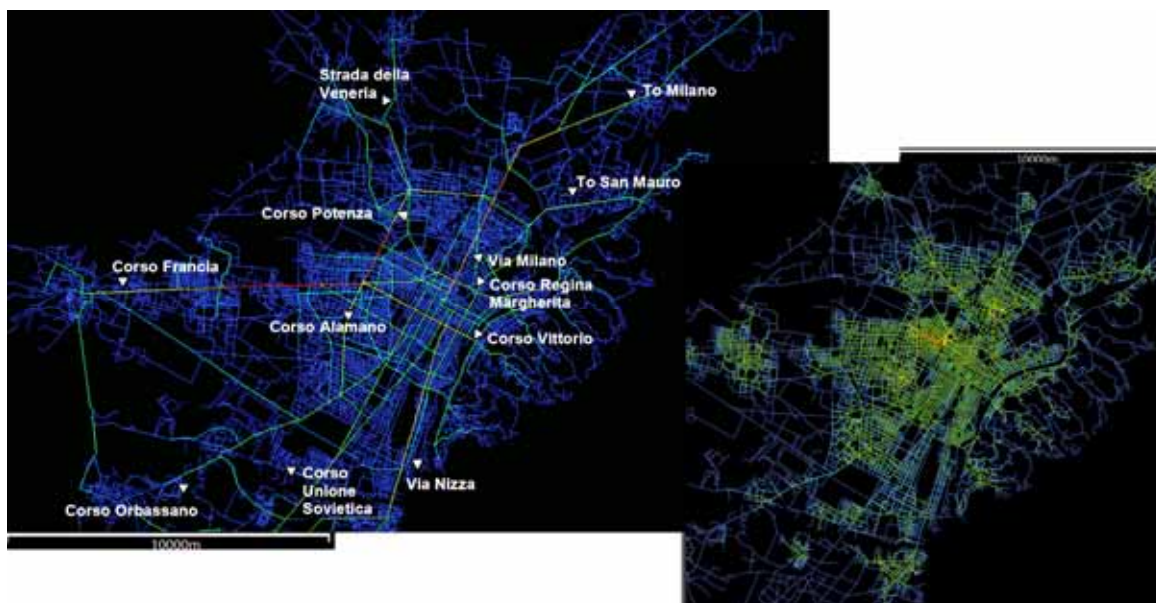 Strada della
Veneria
To Milano
To San Mauro
Corso Potenza
Via Milano
Corso Francia
Corso Regina
Margherita
Corso Alamano
Corso Vittorio
Corso
Unione
Sovietica
Via Nizza
Corso Orbassano
10000m
10000m